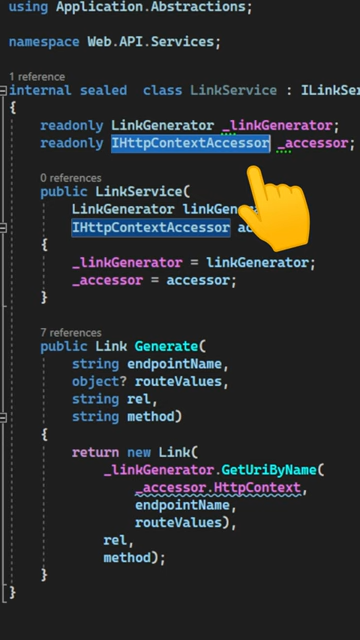 using Application.Abstractions;
namespace Web.API.Services;
1 reference
internal sealed class LinkService : ILinkSer
{
readonly LinkGenerator _linkGenerator;
readonly IHttpContextAccessor _accessor;
0 references
public LinkService(
LinkGenerator linkGene
IHttpContextAccessor ac
{
_linkGenerator = linkGenerator;
_accessor = accessor;
}
7 references
public Link Generate(
string endpointName,
object? routeValues,
string rel,
string method)
{
return new Link(
_linkGenerator.GetUriByName(
_accessor.HttpContext,
endpointName,
routeValues),
rel,
method);
}
}